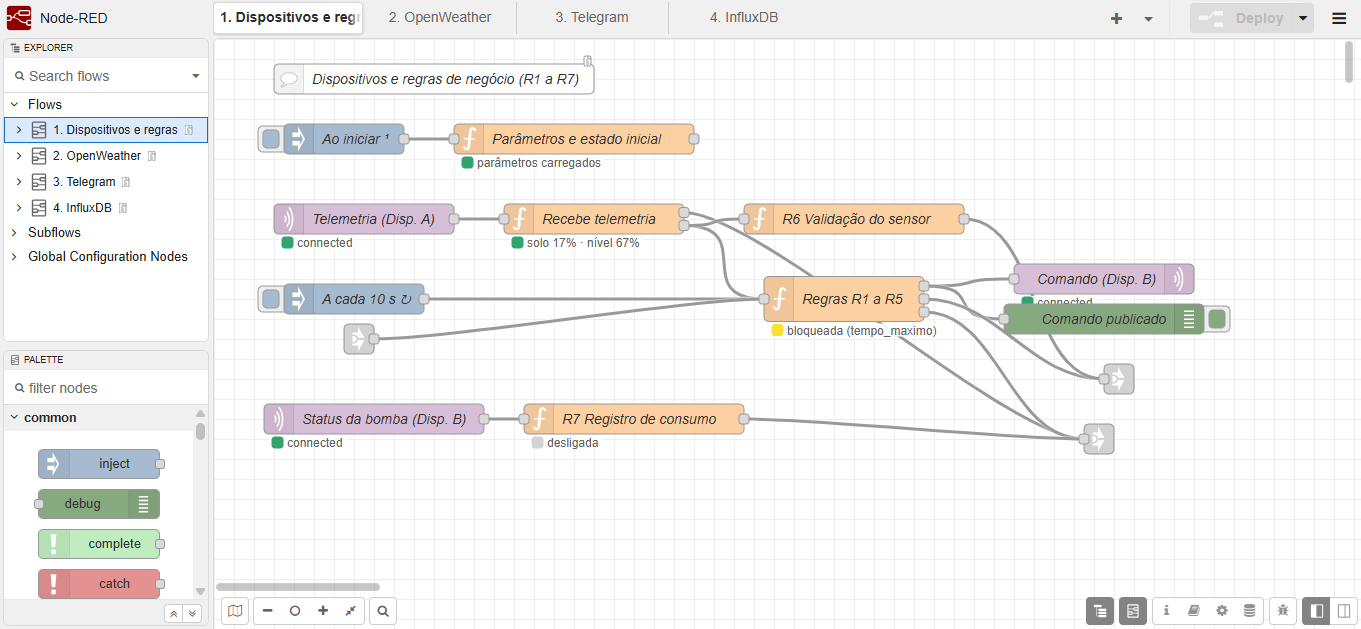 Node-RED
1. Dispositivos e regr
2. OpenWeather
3. Telegram
4. InfluxDB
Deploy
EXPLORER
Search flows
Flows
1. Dispositivos e regras
2. OpenWeather
3. Telegram
4. InfluxDB
Subflows
Global Configuration Nodes
PALETTE
filter nodes
common
inject
debug
complete
catch
Dispositivos e regras de negócio (R1 a R7)
Ao iniciar ¹
Parâmetros e estado inicial
parâmetros carregados
Telemetria (Disp. A)
connected
Recebe telemetria
solo 17% · nível 67%
R6 Validação do sensor
A cada 10 s ↻
Regras R1 a R5
bloqueada (tempo_maximo)
Comando (Disp. B)
connected
Comando publicado
Status da bomba (Disp. B)
connected
R7 Registro de consumo
desligada